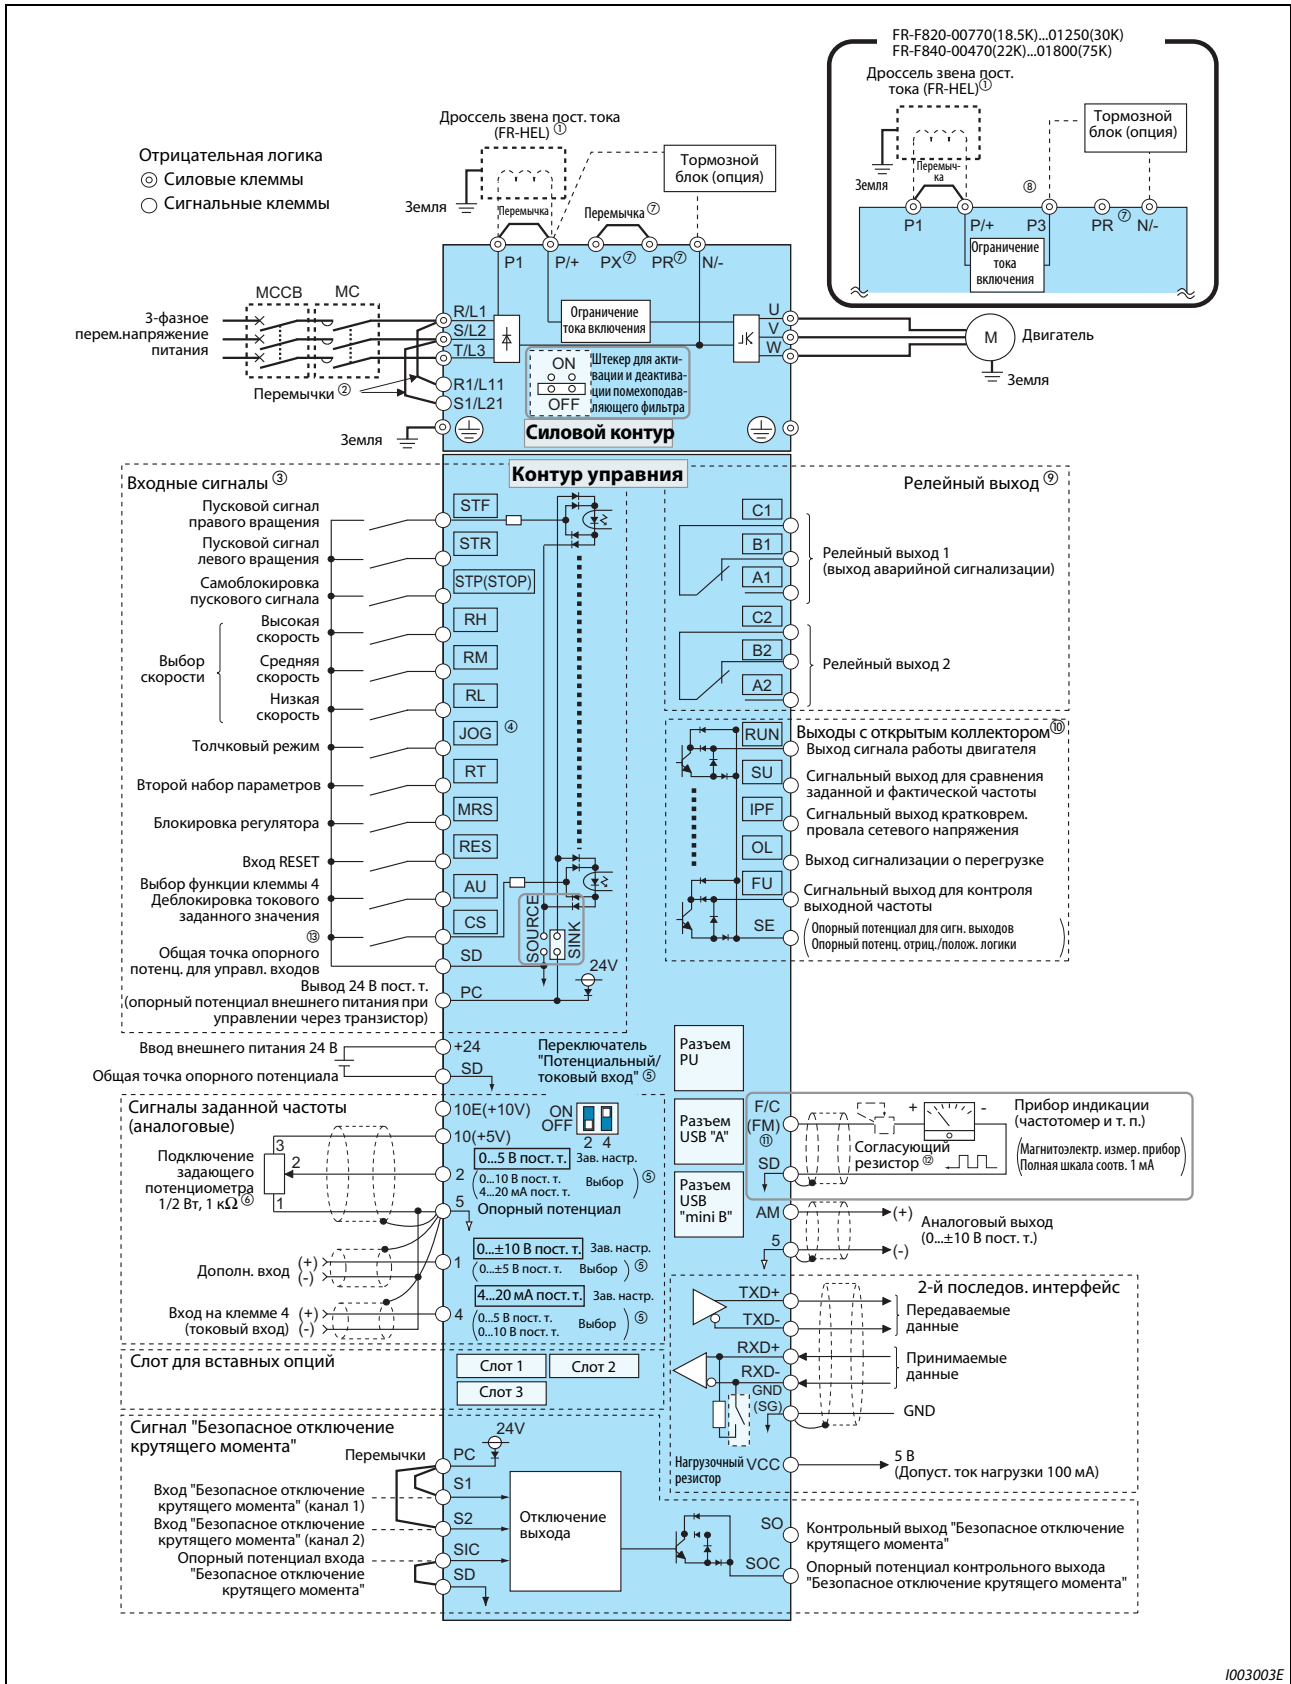 FR-F820-00770(18.5K)...01250(30K)
FR-F840-00470(22K)...01800(75K)
Дроссель звена пост.
тока (FR-HEL)①
Тормозной
блок (опция)
Земля
Перемыч-
ка
⑧
P1
P/+
P3
PR ⑦
N/-
Ограничение
тока
включения
Дроссель звена пост. тока
(FR-HEL) ①
Отрицательная логика
Силовые клеммы
Сигнальные клеммы
Земля
Тормозной
блок (опция)
Перемычка
Перемычка ⑦
P1
P/+
PX⑦
PR⑦
N/-
MCCB
MC
3-фазное
перем.напряжение
питания
R/L1
S/L2
T/L3
R1/L11
S1/L21
Перемычки ②
Ограничение
тока включения
U
V
W
M
Двигатель
Земля
ON
OFF
Штекер для акти-
вации и деактива-
ции помехоподав-
ляющего фильтра
Земля
Силовой контур
Контур управния
Входные сигналы ③
Пусковой сигнал
правого вращения
STF
Пусковой сигнал
левого вращения
STR
Самоблокировка
пускового сигнала
STP(STOP)
Выбор
скорости
Высокая
скорость
RH
Средняя
скорость
RM
Низкая
скорость
RL
Толчковый режим
JOG ④
Второй набор параметров
RT
Блокировка регулятора
MRS
Вход RESET
RES
Выбор функции клеммы 4
Деблокировка токового
заданного значения
AU
⑬
CS
Общая точка опорного
потенц. для управл. входов
SD
Вывод 24 В пост. т.
(опорный потенциал внешнего питания при
управлении через транзистор)
PC
SOURCE
SINK
24V
Релейный выход ⑨
C1
B1
A1
Релейный выход 1
(выход аварийной сигнализации)
C2
B2
A2
Релейный выход 2
Выходы с открытым коллектором⑩
RUN
Выход сигнала работы двигателя
SU
Сигнальный выход для сравнения
заданной и фактической частоты
IPF
Сигнальный выход кратковрем.
провала сетевого напряжения
OL
Выход сигнализации о перегрузке
FU
Сигнальный выход для контроля
выходной частоты
SE
Опорный потенциал для сигн. выходов
Опорный потенц. отриц./полож. логики
Ввод внешнего питания 24 В
+24
Общая точка опорного потенциала
SD
Переключатель
"Потенциальный/
токовый вход" ⑤
Разъем
PU
Разъем
USB "A"
Разъем
USB
"mini B"
Сигналы заданной частоты
(аналоговые)
10E(+10V)
10(+5V)
ON
OFF
2 4
Подключение
задающего
потенциометра
1/2 Вт, 1 кΩ ⑥
3
2
1
2
0...5 В пост. т. Зав. настр.
(0...10 В пост. т.
4...20 мА пост. т. Выбор) ⑤
5
Опорный потенциал
Дополн. вход
(+)
(-)
1
0...±10 В пост. т. Зав. настр.
(0...±5 В пост. т. Выбор) ⑤
Вход на клемме 4
(токовый вход)
(+)
(-)
4
4...20 мА пост. т. Зав. настр.
(0...5 В пост. т.
0...10 В пост. т. Выбор) ⑤
F/C
(FM)
⑪
SD
+
-
Прибор индикации
(частотомер и т. п.)
Согласующий
резистор ⑫
(Магнитоэлектр. измер. прибор
Полная шкала соотв. 1 мА)
AM
(+)
5
(-)
Аналоговый выход
(0...±10 В пост. т.)
2-й последов. интерфейс
TXD+
TXD-
Передаваемые
данные
RXD+
RXD-
Принимаемые
данные
GND
(SG)
GND
Нагрузочный
резистор
VCC
5 В
(Допуст. ток нагрузки 100 мА)
Слот для вставных опций
Слот 1
Слот 2
Слот 3
Сигнал "Безопасное отключение
крутящего момента"
24V
Перемычки
PC
Вход "Безопасное отключение
крутящего момента" (канал 1)
S1
Вход "Безопасное отключение
крутящего момента" (канал 2)
S2
Опорный потенциал входа
"Безопасное отключение
крутящего момента"
SIC
SD
Отключение
выхода
SO
Контрольный выход "Безопасное отключение
крутящего момента"
SOC
Опорный потенциал контрольного выхода
"Безопасное отключение крутящего момента"
I003003E